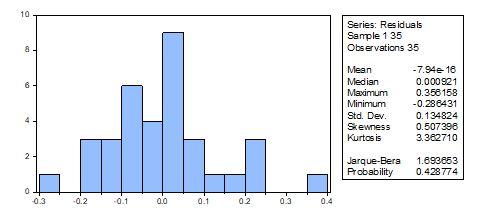 10
8
6
4
2
0
-0.3 -0.2 -0.1 0.0 0.1 0.2 0.3 0.4
Series: Residuals
Sample 1 35
Observations 35
Mean -7.94e-16
Median 0.000921
Maximum 0.356158
Minimum -0.286431
Std. Dev. 0.134824
Skewness 0.507396
Kurtosis 3.362710
Jarque-Bera 1.693653
Probability 0.428774